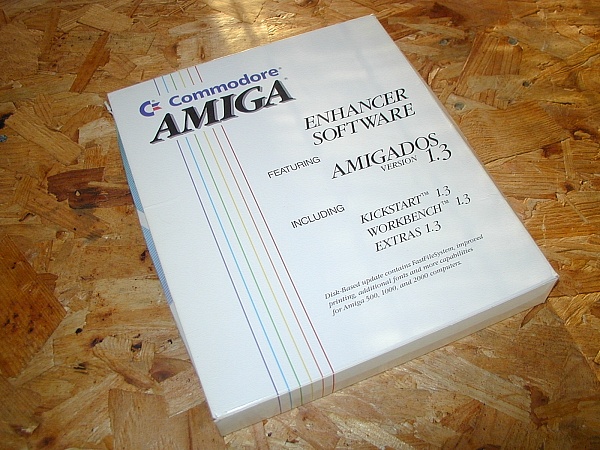 Commodore™
AMIGA
ENHANCER
SOFTWARE
FEATURING AMIGADOS
VERSION 1.3
INCLUDING KICKSTART™ 1.3
WORKBENCH™ 1.3
EXTRAS 1.3
Disk-Based update contains FastFileSystem, improved
printing, additional fonts and more capabilities
for Amiga 500, 1000, and 2000 computers.